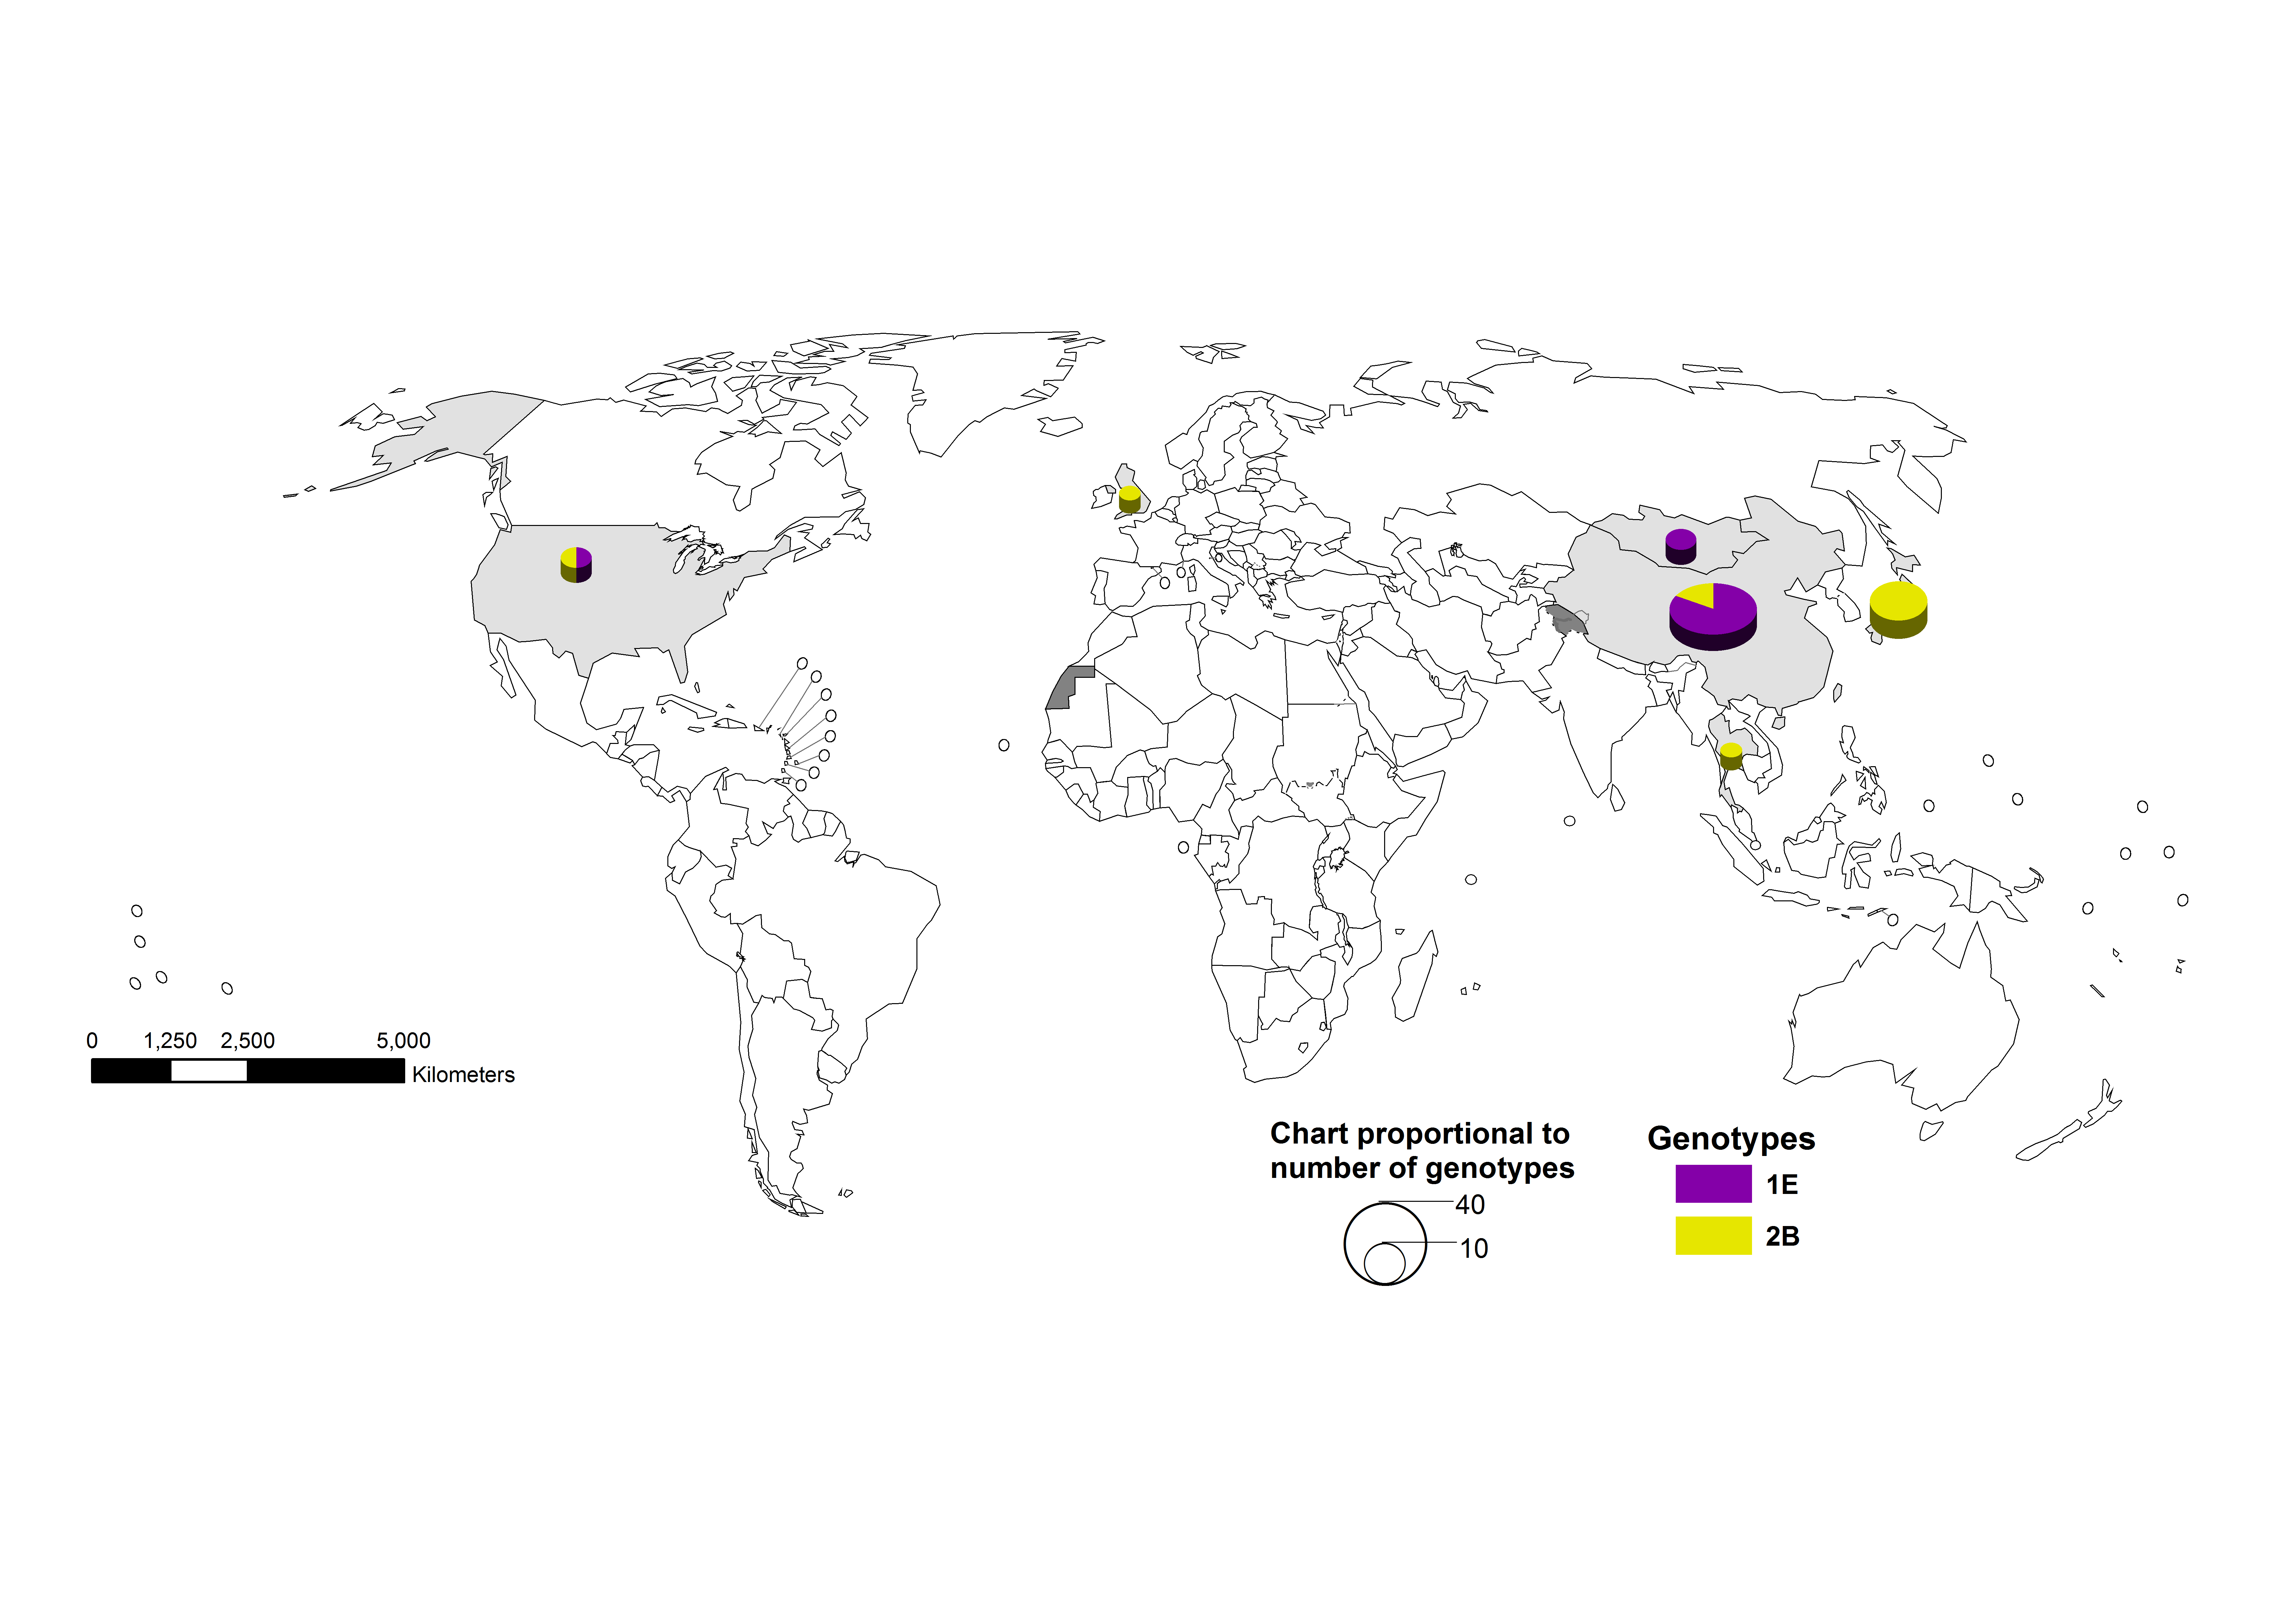 0 1,250 2,500 5,000
Kilometers
Chart proportional to
number of genotypes
40
10
Genotypes
1E
2B